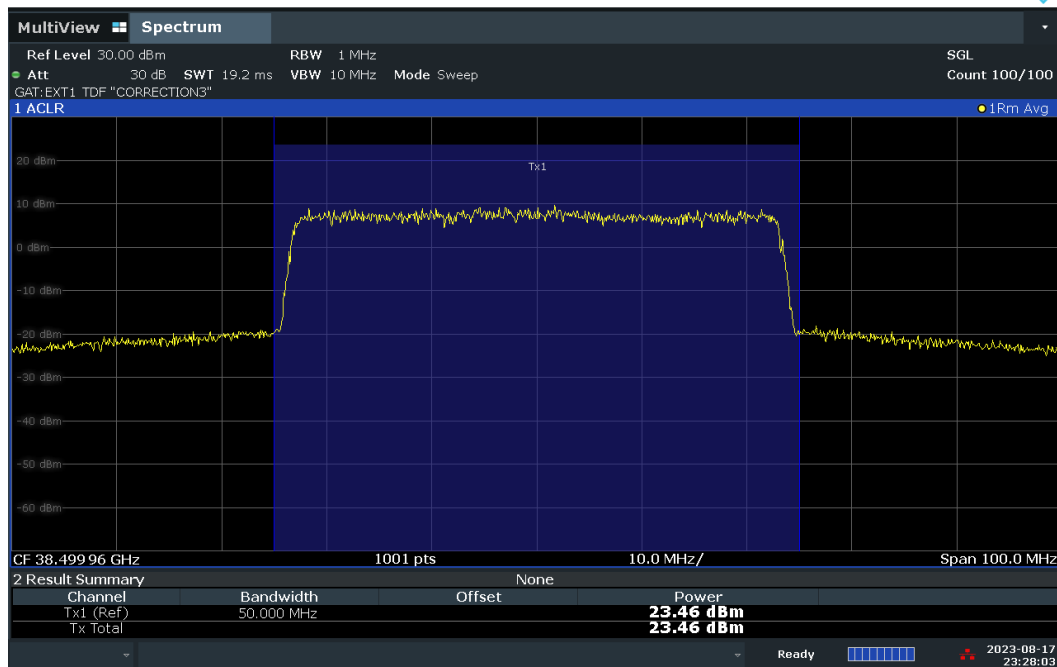 MultiView Spectrum
Ref Level 30.00 dBm RBW 1 MHz SGL
Att 30 dB SWT 19.2 ms VBW 10 MHz Mode Sweep Count 100/100
GAT:EXT1 TDF "CORRECTION3"
1 ACLR 1Rm Avg
Tx1
20 dBm
10 dBm
0 dBm
-10 dBm
-20 dBm
-30 dBm
-40 dBm
-50 dBm
-60 dBm
CF 38.49996 GHz 1001 pts 10.0 MHz/ Span 100.0 MHz
2 Result Summary None
Channel Bandwidth Offset Power
Tx1 (Ref) 50.000 MHz 23.46 dBm
Tx Total 23.46 dBm
Ready 2023-08-17
23:28:03